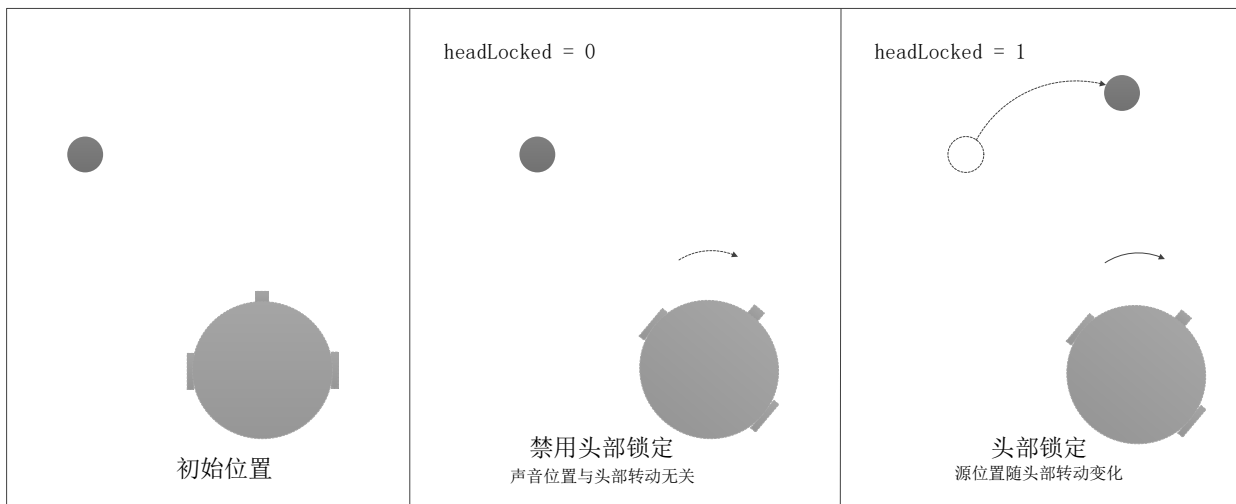 初始位置
headLocked = 0
禁用头部锁定
声音位置与头部转动无关
headLocked = 1
头部锁定
源位置随头部转动变化